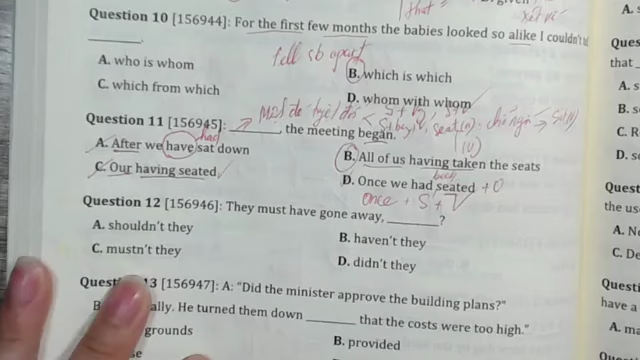 that
Question 10 [156944]: For the first few months the babies looked so alike I couldn't
A. who is whom
tell sb apart
B. which is which
C. which from which
D. whom with whom
Question 11 [156945]: ________, the meeting began.
had
A. After we have sat down
B. All of us having taken the seats
C. Our having seated
been
D. Once we had seated + O
once + S + V
Question 12 [156946]: They must have gone away, ________?
A. shouldn't they
B. haven't they
C. mustn't they
D. didn't they
Question 13 [156947]: A: "Did the minister approve the building plans?"
ally. He turned them down ________ that the costs were too high."
grounds
B. provided
A. s
Ques
that
A. s
B. s
C. R
D. s
Quest
the us
A. N
C. De
Questi
have a
A. ma